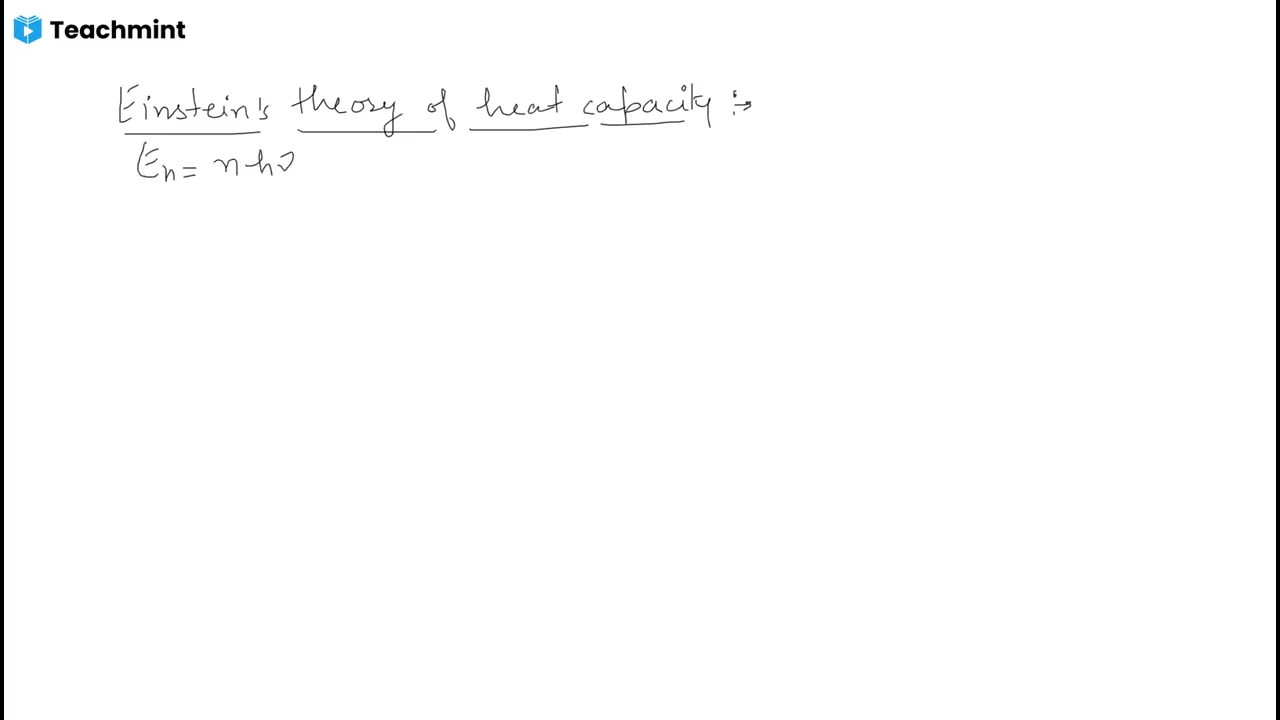 Teachmint
Einstein's theory of heat capacity :→
En = nhν